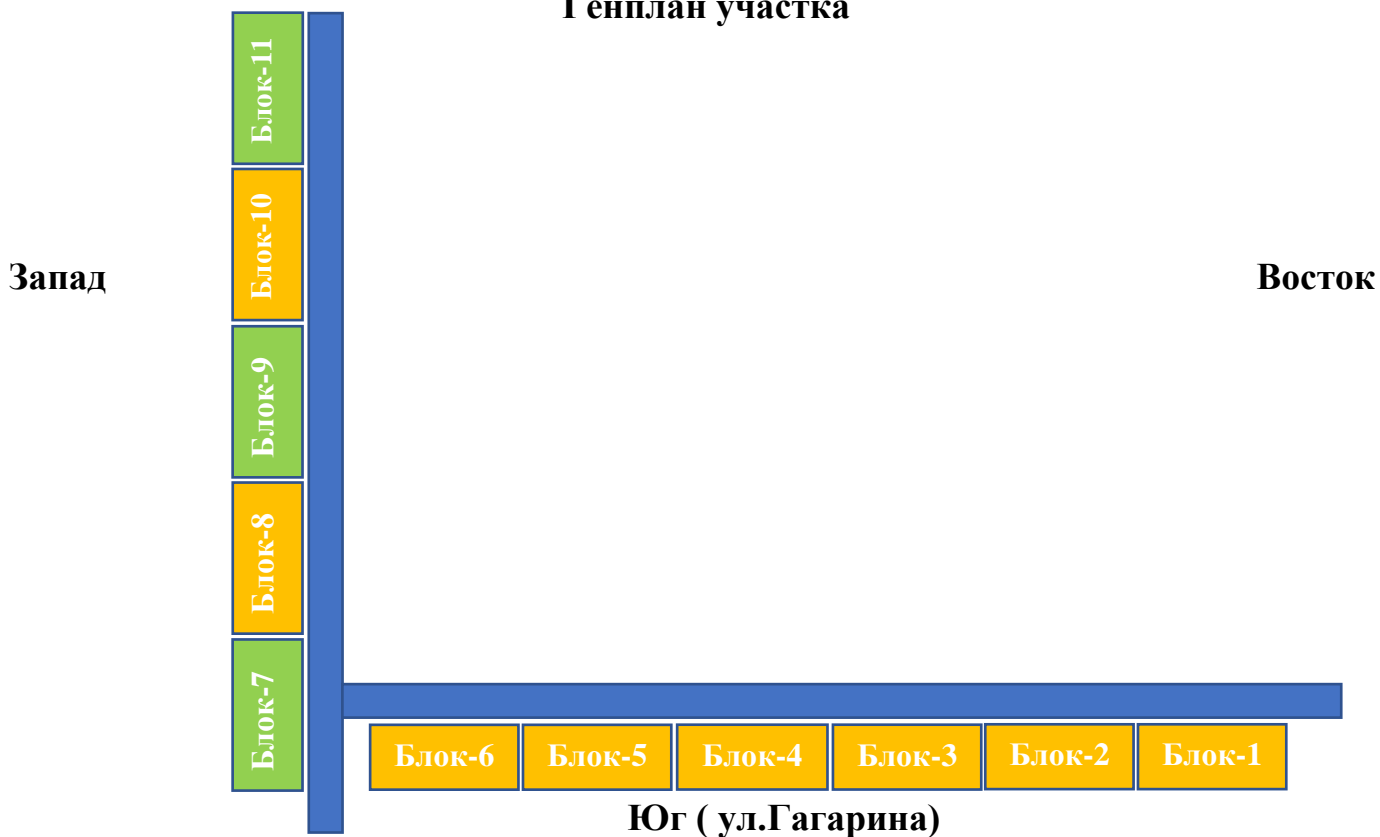 Генплан участка
Блок-11
Блок-10
Запад
Восток
Блок-9
Блок-8
Блок-7
Блок-6
Блок-5
Блок-4
Блок-3
Блок-2
Блок-1
Юг ( ул.Гагарина)